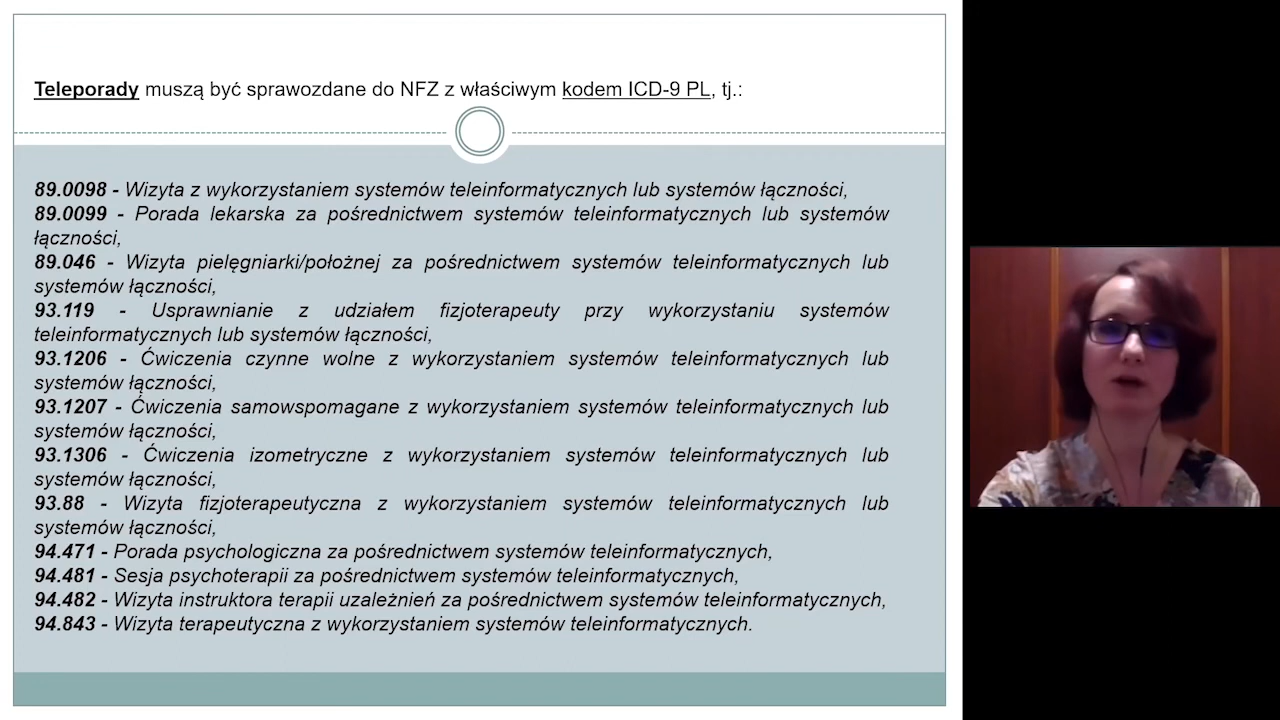 Teleporady muszą być sprawozdane do NFZ z właściwym kodem ICD-9 PL, tj.:
89.0098 - Wizyta z wykorzystaniem systemów teleinformatycznych lub systemów łączności,
89.0099 - Porada lekarska za pośrednictwem systemów teleinformatycznych lub systemów
łączności,
89.046 - Wizyta pielęgniarki/położnej za pośrednictwem systemów teleinformatycznych lub
systemów łączności,
93.119 - Usprawnianie z udziałem fizjoterapeuty przy wykorzystaniu systemów
teleinformatycznych lub systemów łączności,
93.1206 - Ćwiczenia czynne wolne z wykorzystaniem systemów teleinformatycznych lub
systemów łączności,
93.1207 - Ćwiczenia samowspomagane z wykorzystaniem systemów teleinformatycznych lub
systemów łączności,
93.1306 - Ćwiczenia izometryczne z wykorzystaniem systemów teleinformatycznych lub
systemów łączności,
93.88 - Wizyta fizjoterapeutyczna z wykorzystaniem systemów teleinformatycznych lub
systemów łączności,
94.471 - Porada psychologiczna za pośrednictwem systemów teleinformatycznych,
94.481 - Sesja psychoterapii za pośrednictwem systemów teleinformatycznych,
94.482 - Wizyta instruktora terapii uzależnień za pośrednictwem systemów teleinformatycznych,
94.843 - Wizyta terapeutyczna z wykorzystaniem systemów teleinformatycznych.